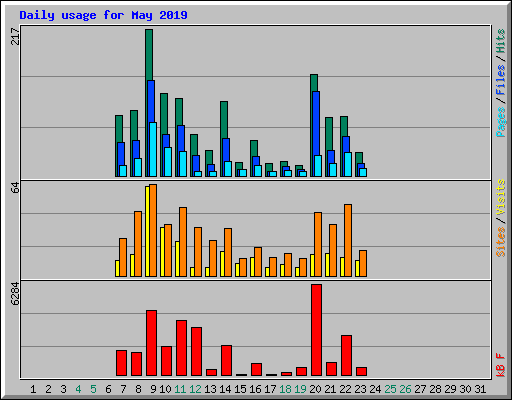 Daily usage for May 2019
217
64
6284
Pages / Files / Hits
Sites / Visits
kB F
1 2 3 4 5 6 7 8 9 10 11 12 13 14 15 16 17 18 19 20 21 22 23 24 25 26 27 28 29 30 31